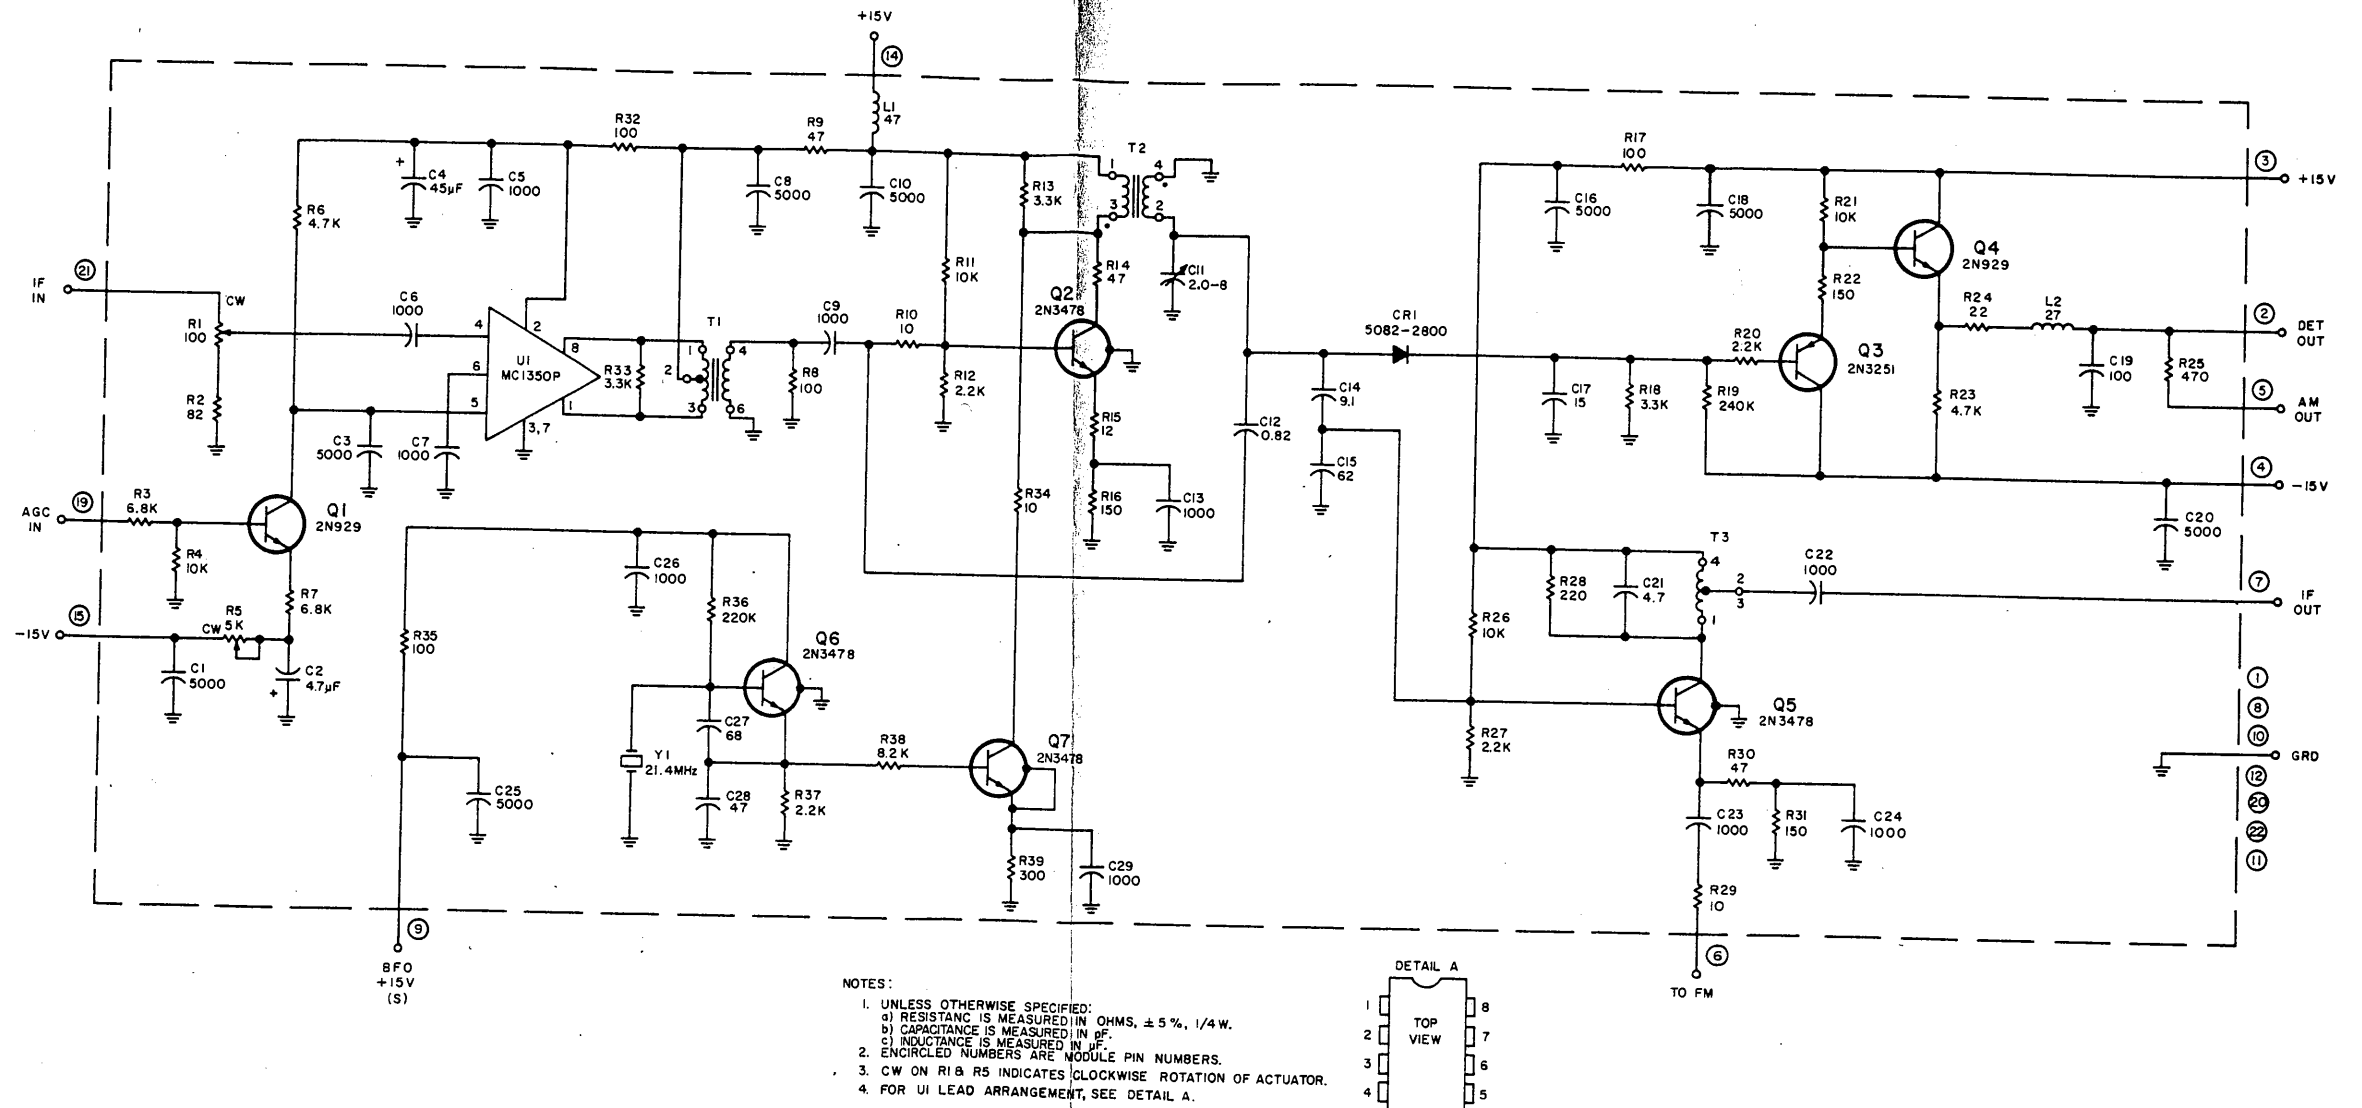 +15V
14
L1
47
R32
100
R9
47
C4
45µF
+
C5
1000
C8
5000
C10
5000
R6
4.7K
IF
IN
21
CW
R1
100
R2
82
C6
1000
4
2
6
5
8
1
3,7
U1
MC1350P
C3
5000
C7
1000
R33
3.3K
T1
1
2
3
4
6
R8
100
C9
1000
R10
10
R11
10K
R12
2.2K
R13
3.3K
T2
1
3
4
2
R14
47
C11
2.0-8
Q2
2N3478
R15
12
R16
150
C13
1000
R34
10
C12
0.82
C14
9.1
C15
62
CR1
5082-2800
AGC
IN
19
R3
6.8K
R4
10K
Q1
2N929
R7
6.8K
-15V
15
CW
R5
5K
C1
5000
C2
4.7µF
+
R35
100
C25
5000
9
BFO
+15V
(S)
C26
1000
R36
220K
Q6
2N3478
C27
68
Y1
21.4MHz
C28
47
R37
2.2K
R38
8.2K
Q7
2N3478
R39
300
C29
1000
R17
100
C16
5000
C18
5000
R21
10K
R22
150
Q4
2N929
3
+15V
R24
22
L2
27
2
DET
OUT
C19
100
R25
470
5
AM
OUT
C17
15
R18
3.3K
R19
240K
R20
2.2K
Q3
2N3251
R23
4.7K
4
-15V
C20
5000
T3
4
2
3
1
R28
220
C21
4.7
C22
1000
7
IF
OUT
R26
10K
R27
2.2K
Q5
2N3478
R30
47
C23
1000
R31
150
C24
1000
R29
10
6
TO FM
1
8
10
GRD
12
20
22
11
NOTES:
1. UNLESS OTHERWISE SPECIFIED:
a) RESISTANC IS MEASURED IN OHMS, ±5%, 1/4W.
b) CAPACITANCE IS MEASURED IN pF.
c) INDUCTANCE IS MEASURED IN µF.
2. ENCIRCLED NUMBERS ARE MODULE PIN NUMBERS.
3. CW ON R1 & R5 INDICATES CLOCKWISE ROTATION OF ACTUATOR.
4. FOR U1 LEAD ARRANGEMENT, SEE DETAIL A.
DETAIL A
TOP
VIEW
1
2
3
4
8
7
6
5